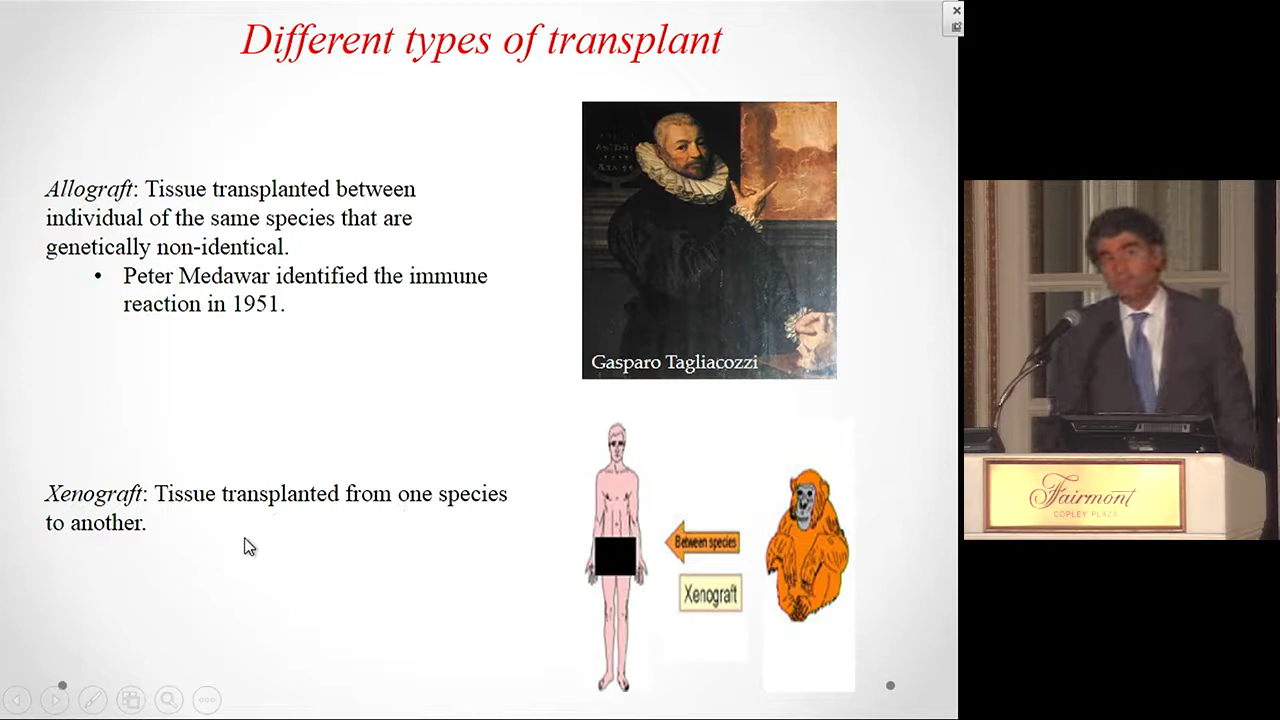 Different types of transplant
Allograft: Tissue transplanted between
individual of the same species that are
genetically non-identical.
• Peter Medawar identified the immune
reaction in 1951.
Gasparo Tagliacozzi
Xenograft: Tissue transplanted from one species
to another.
Between species
Xenograft
Fairmont
COPLEY PLAZA